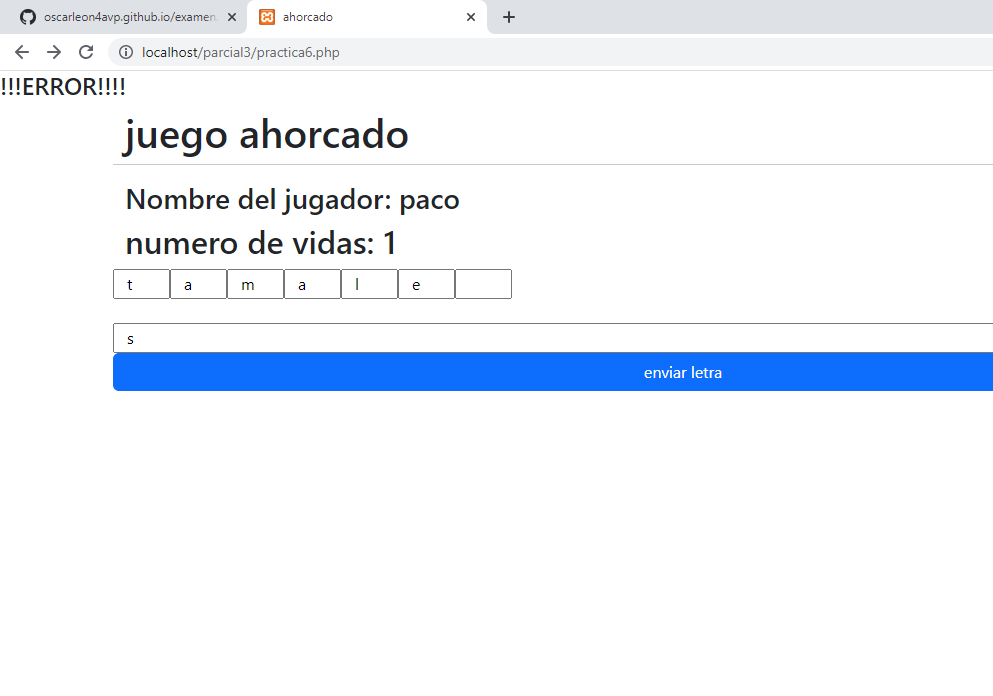 oscarleon4avp.github.io/examen
ahorcado
localhost/parcial3/practica6.php
!!!ERROR!!!!
juego ahorcado
Nombre del jugador: paco
numero de vidas: 1
t a m a l e
s
enviar letra